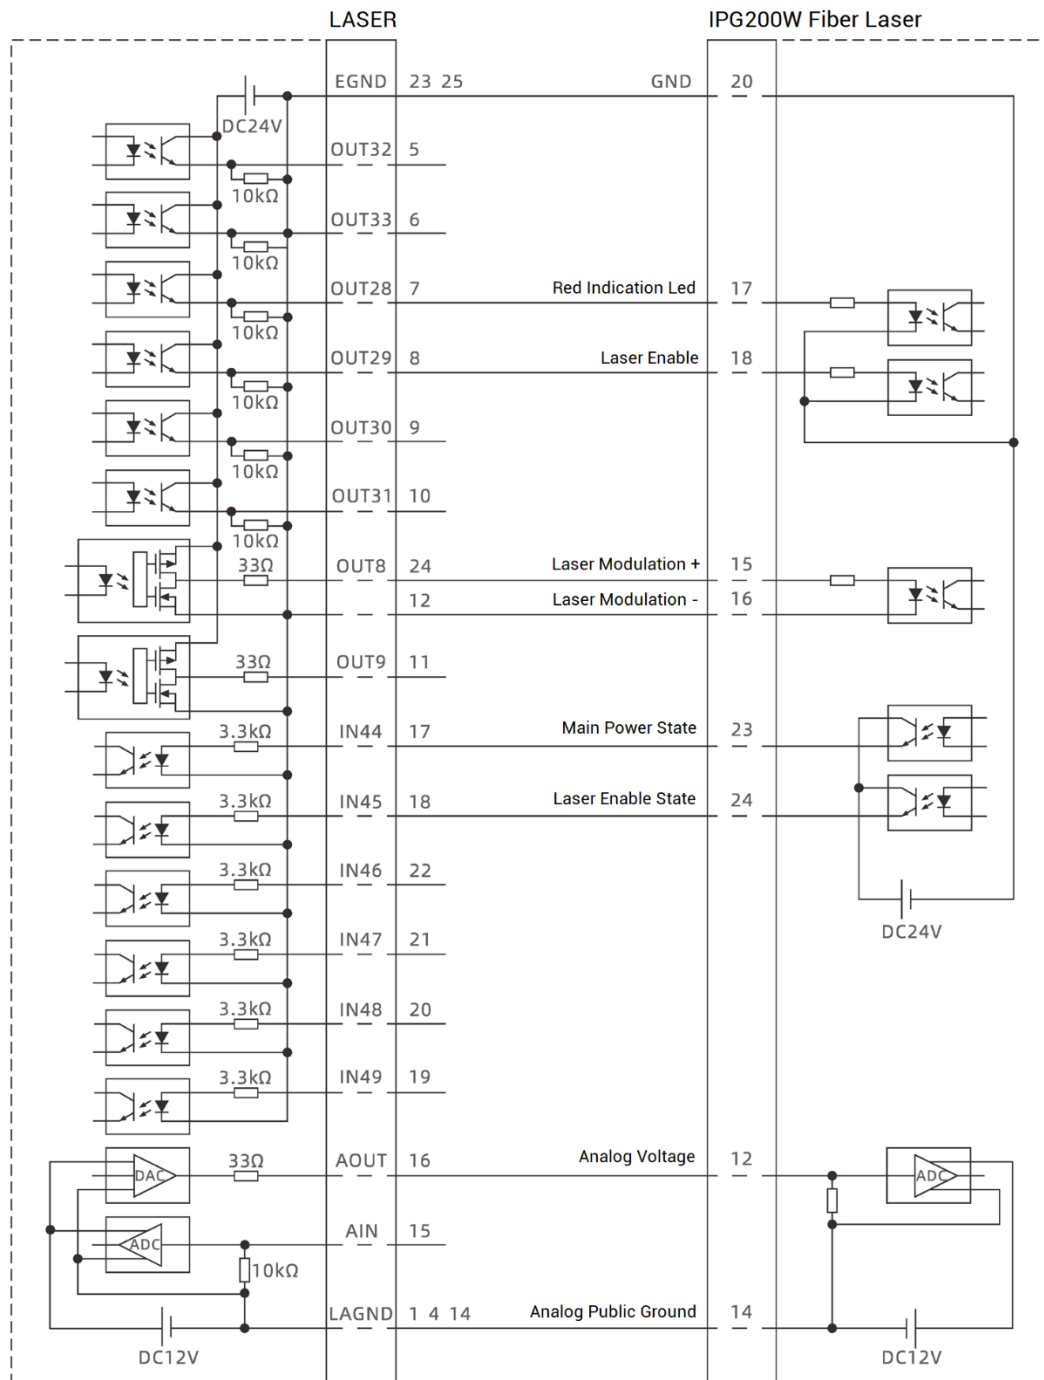 LASER IPG200W Fiber Laser
EGND 23 25 GND 20
DC24V
OUT32 5
10kΩ
OUT33 6
10kΩ
OUT28 7 Red Indication Led 17
10kΩ
OUT29 8 Laser Enable 18
10kΩ
OUT30 9
10kΩ
OUT31 10
10kΩ
33Ω OUT8 24 Laser Modulation + 15
12 Laser Modulation - 16
33Ω OUT9 11
3.3kΩ IN44 17 Main Power State 23
3.3kΩ IN45 18 Laser Enable State 24
3.3kΩ IN46 22
DC24V
3.3kΩ IN47 21
3.3kΩ IN48 20
3.3kΩ IN49 19
33Ω AOUT 16 Analog Voltage 12
DAC ADC
AIN 15
ADC
10kΩ
LAGND 1 4 14 Analog Public Ground 14
DC12V DC12V